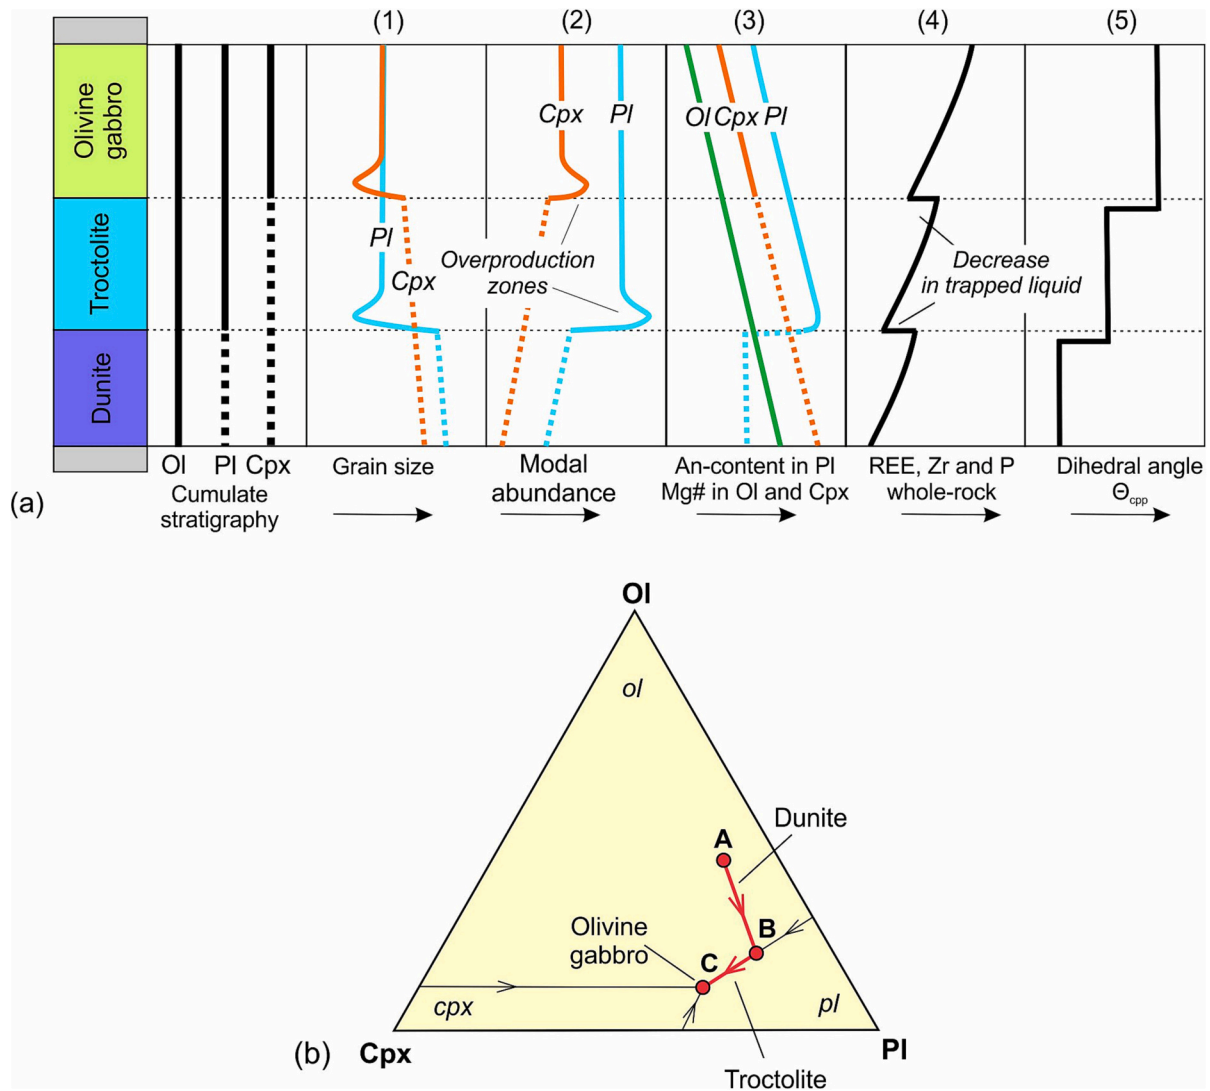 (1)
(2)
(3)
(4)
(5)
Olivine
gabbro
Troctolite
Dunite
Cpx
Pl
Ol
Cpx
Pl
Pl
Cpx
Overproduction
zones
Decrease
in trapped liquid
Ol
Pl
Cpx
Cumulate
stratigraphy
Grain size
Modal
abundance
An-content in Pl
Mg# in Ol and Cpx
REE, Zr and P
whole-rock
Dihedral angle
Θcpp
(a)
Ol
ol
Dunite
A
B
Olivine
gabbro
C
cpx
pl
Cpx
Pl
(b)
Troctolite